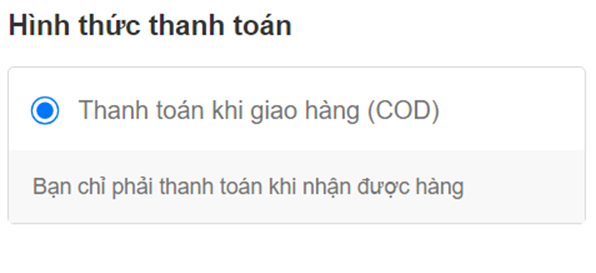 Hình thức thanh toán
Thanh toán khi giao hàng (COD)
Bạn chỉ phải thanh toán khi nhận được hàng